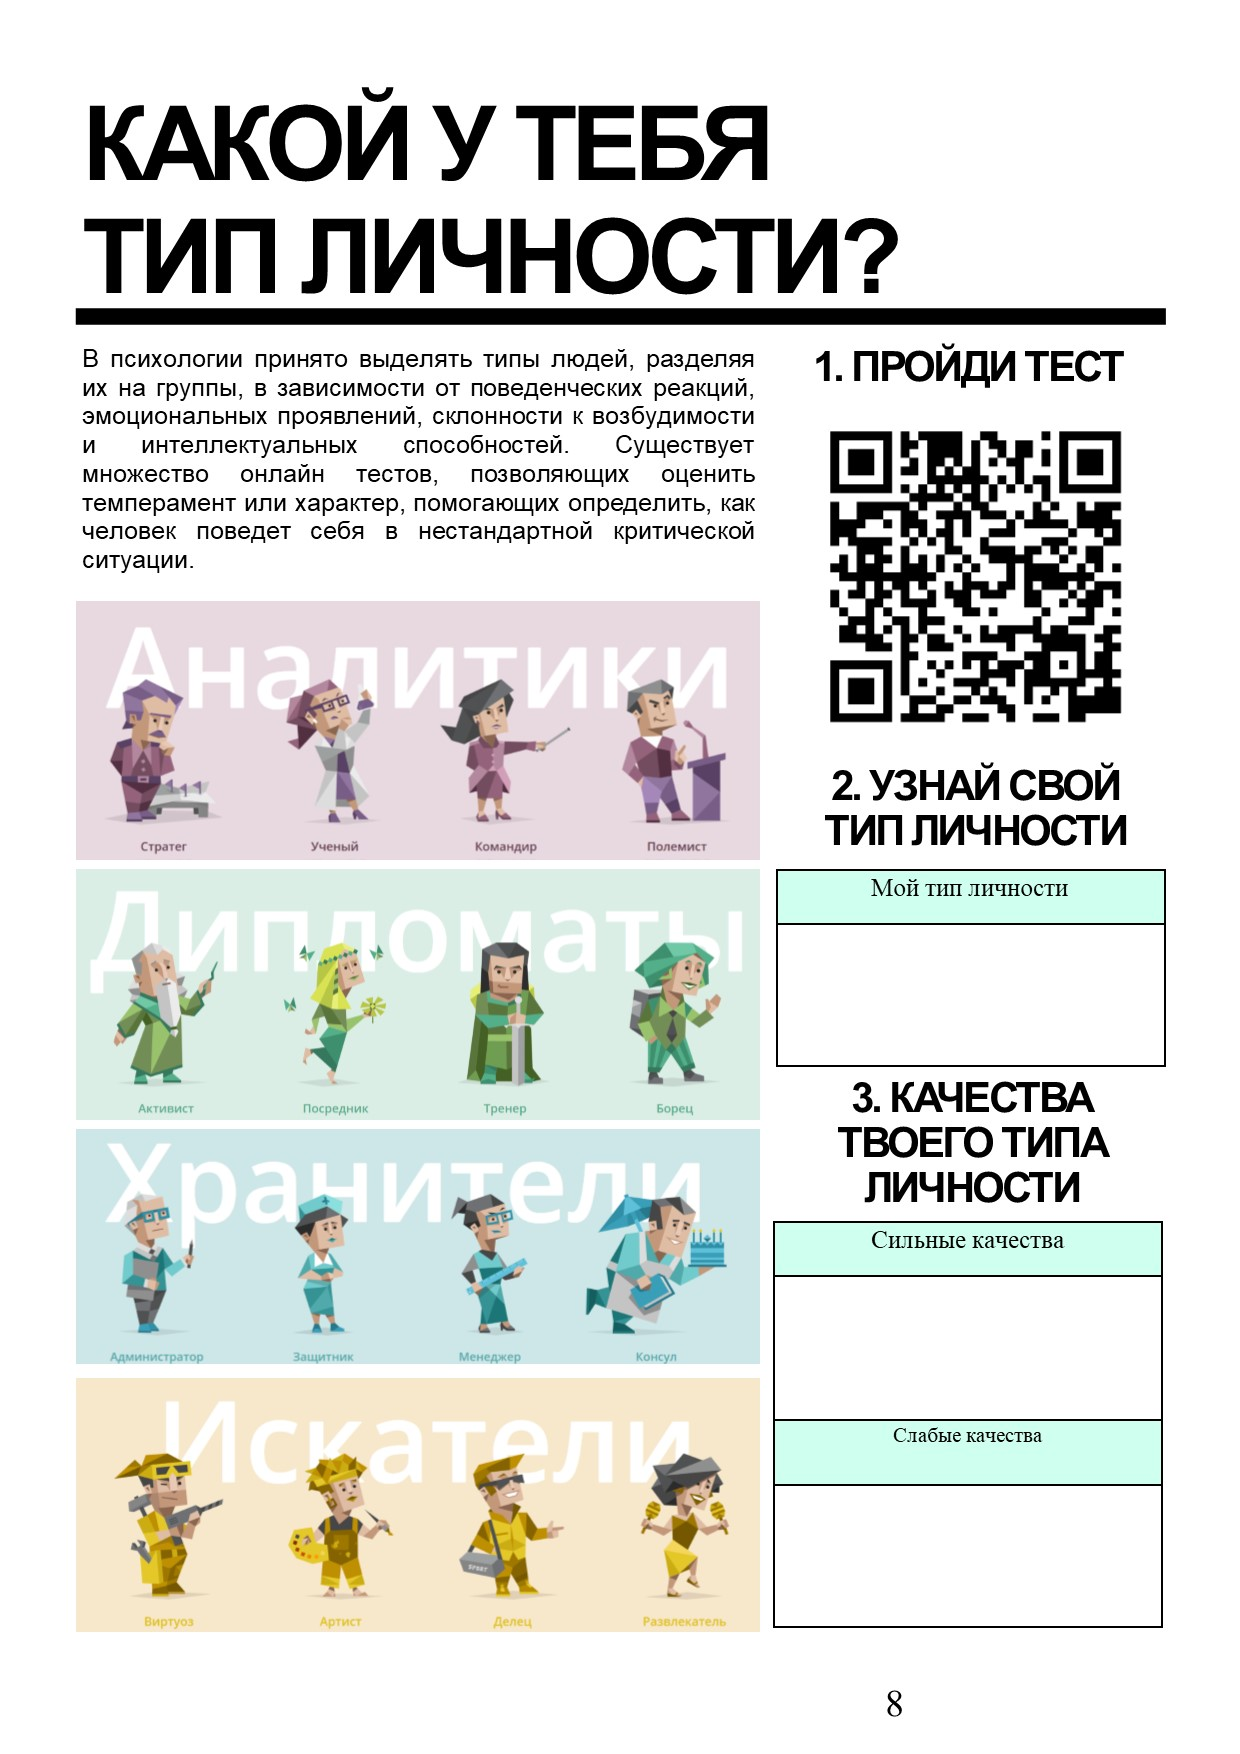 КАКОЙ У ТЕБЯ
ТИП ЛИЧНОСТИ?
В психологии принято выделять типы людей, разделяя
их на группы, в зависимости от поведенческих реакций,
эмоциональных проявлений, склонности к возбудимости
и интеллектуальных способностей. Существует
множество онлайн тестов, позволяющих оценить
темперамент или характер, помогающих определить, как
человек поведет себя в нестандартной критической
ситуации.
Аналитики
Стратег Ученый Командир Полемист
Дипломаты
Активист Посредник Тренер Борец
Хранители
Администратор Защитник Менеджер Консул
Искатели
SPORT
Виртуоз Артист Делец Развлекатель
1. ПРОЙДИ ТЕСТ
2. УЗНАЙ СВОЙ
ТИП ЛИЧНОСТИ
Мой тип личности
3. КАЧЕСТВА
ТВОЕГО ТИПА
ЛИЧНОСТИ
Сильные качества
Слабые качества
8